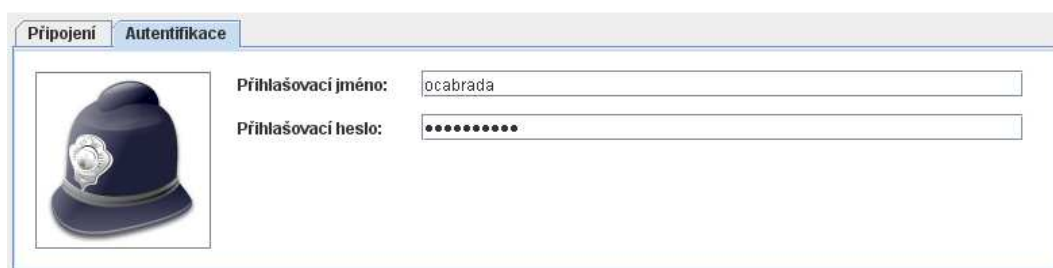 Připojení Autentifikace
Přihlašovací jméno: ocabrada
Přihlašovací heslo: ●●●●●●●●●●